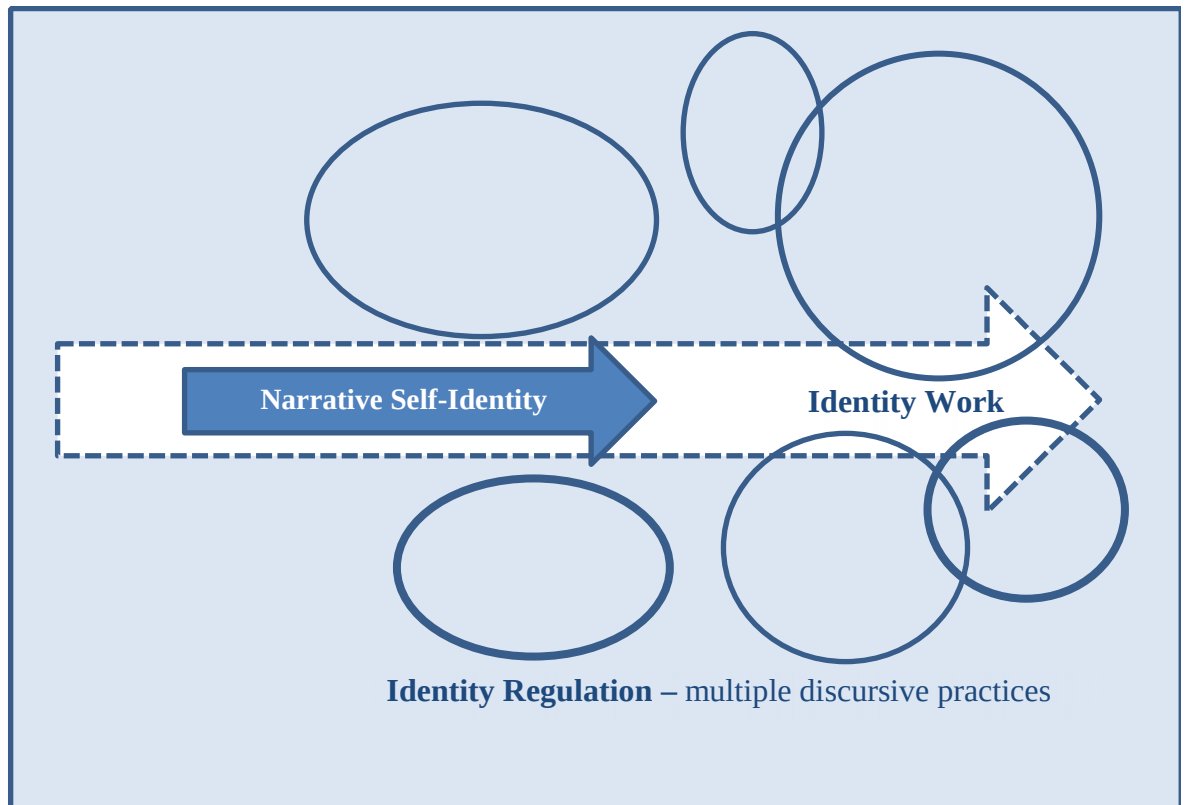 Narrative Self-Identity
Identity Work
Identity Regulation – multiple discursive practices